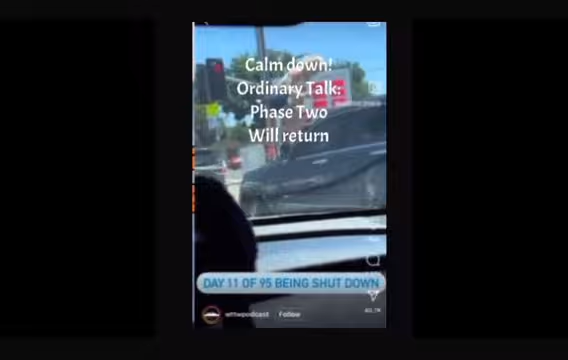 Calm down!
Ordinary Talk:
Phase Two
Will return
DAY 11 OF 95 BEING SHUT DOWN
Follow